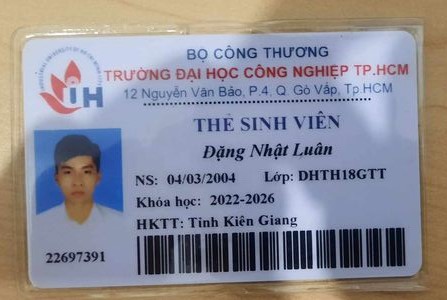 BỘ CÔNG THƯƠNG
TRƯỜNG ĐẠI HỌC CÔNG NGHIỆP TP.HCM
12 Nguyễn Văn Bảo, P.4, Q. Gò Vấp, Tp.HCM
IUH
THẺ SINH VIÊN
Đặng Nhật Luân
NS: 04/03/2004 Lớp: DHTH18GTT
Khóa học: 2022-2026
HKTT: Tỉnh Kiên Giang
22697391